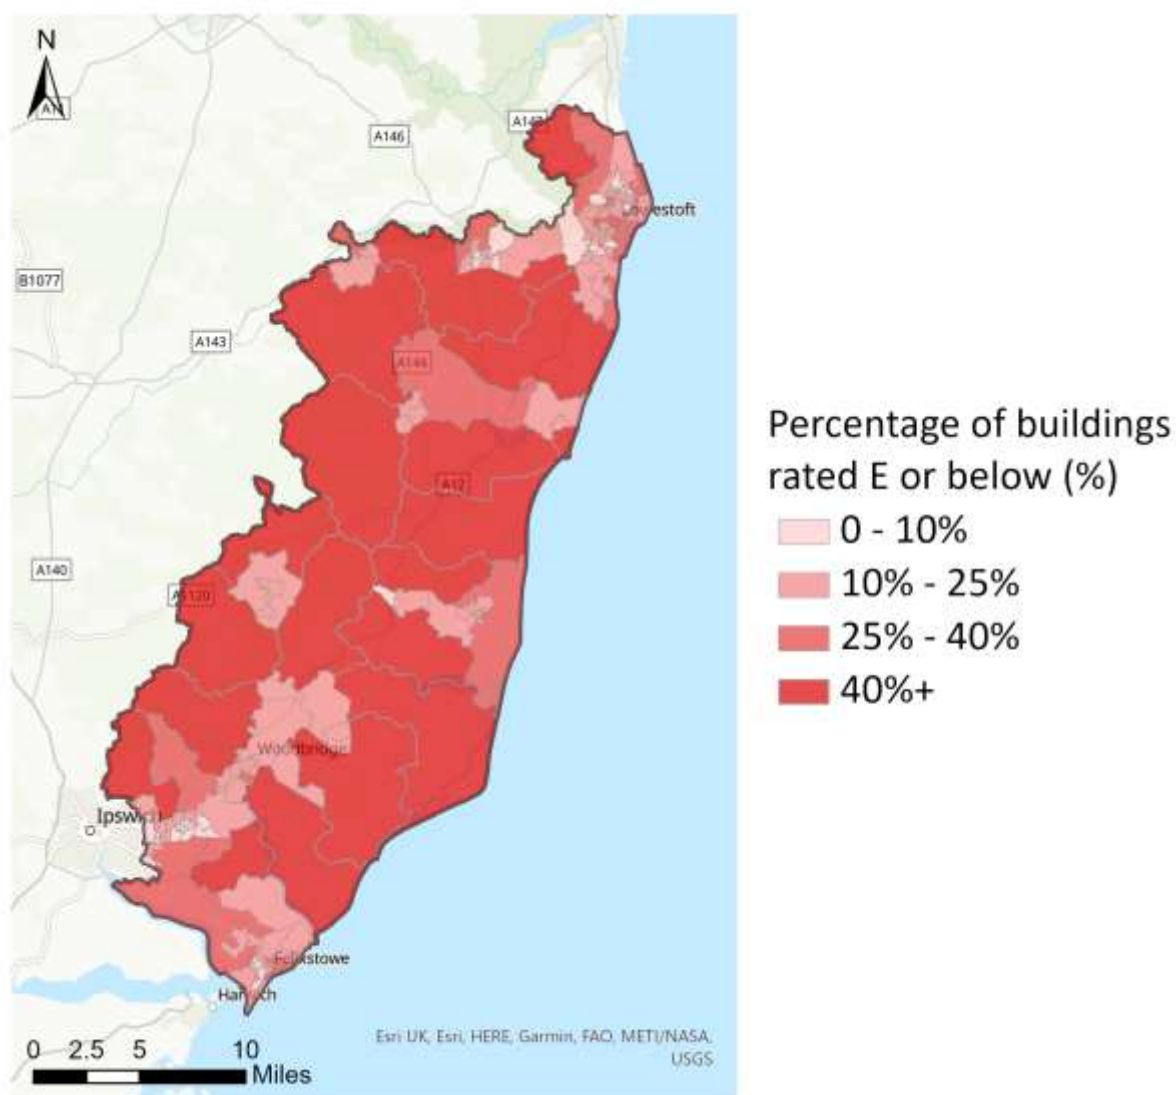 N
A146
A143
Lowestoft
B1077
A143
A12
A140
A1120
Woodbridge
Ipswich
Felixstowe
Harwich
0 2.5 5 10
Miles
Esri UK, Esri, HERE, Garmin, FAO, METI/NASA,
USGS
Percentage of buildings
rated E or below (%)
0 - 10%
10% - 25%
25% - 40%
40%+